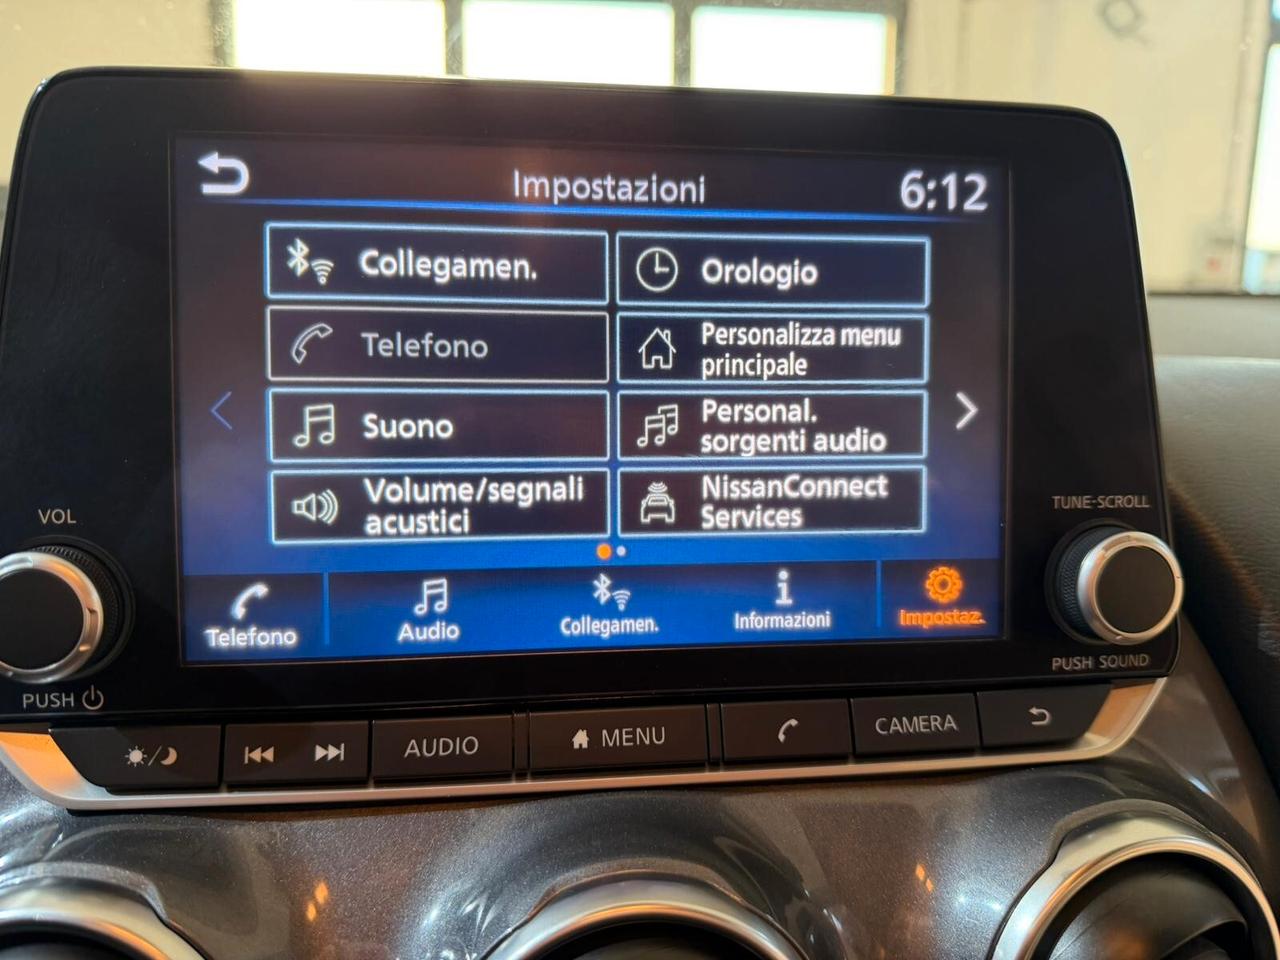 Impostazioni
6:12
Collegamen.
Orologio
Telefono
Personalizza menu
principale
Suono
Personal.
sorgenti audio
Volume/segnali
acustici
NissanConnect
Services
Telefono
Audio
Collegamen.
Informazioni
Impostaz.
VOL
PUSH
TUNE·SCROLL
PUSH SOUND
AUDIO
MENU
CAMERA